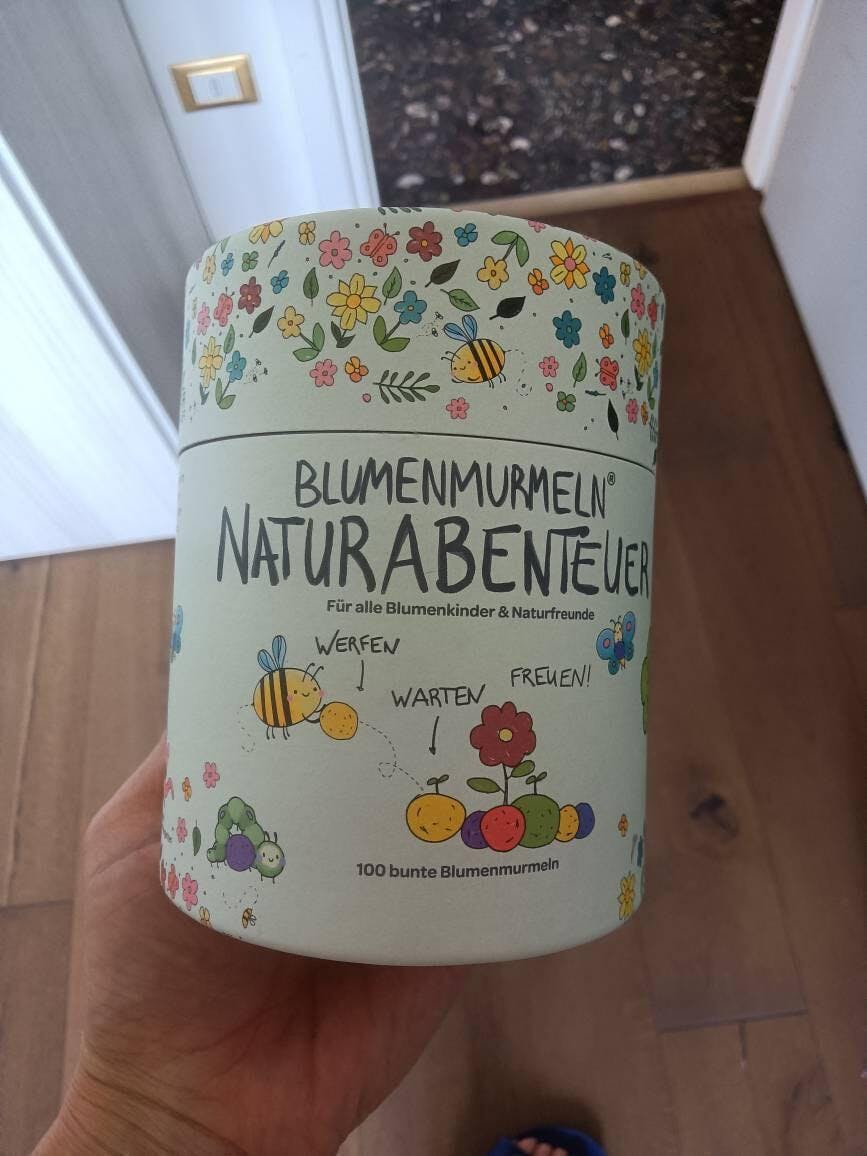 BLUMENMURMELN®
NATURABENTEUER
Für alle Blumenkinder & Naturfreunde
WERFEN
WARTEN
FREUEN!
100 bunte Blumenmurmeln